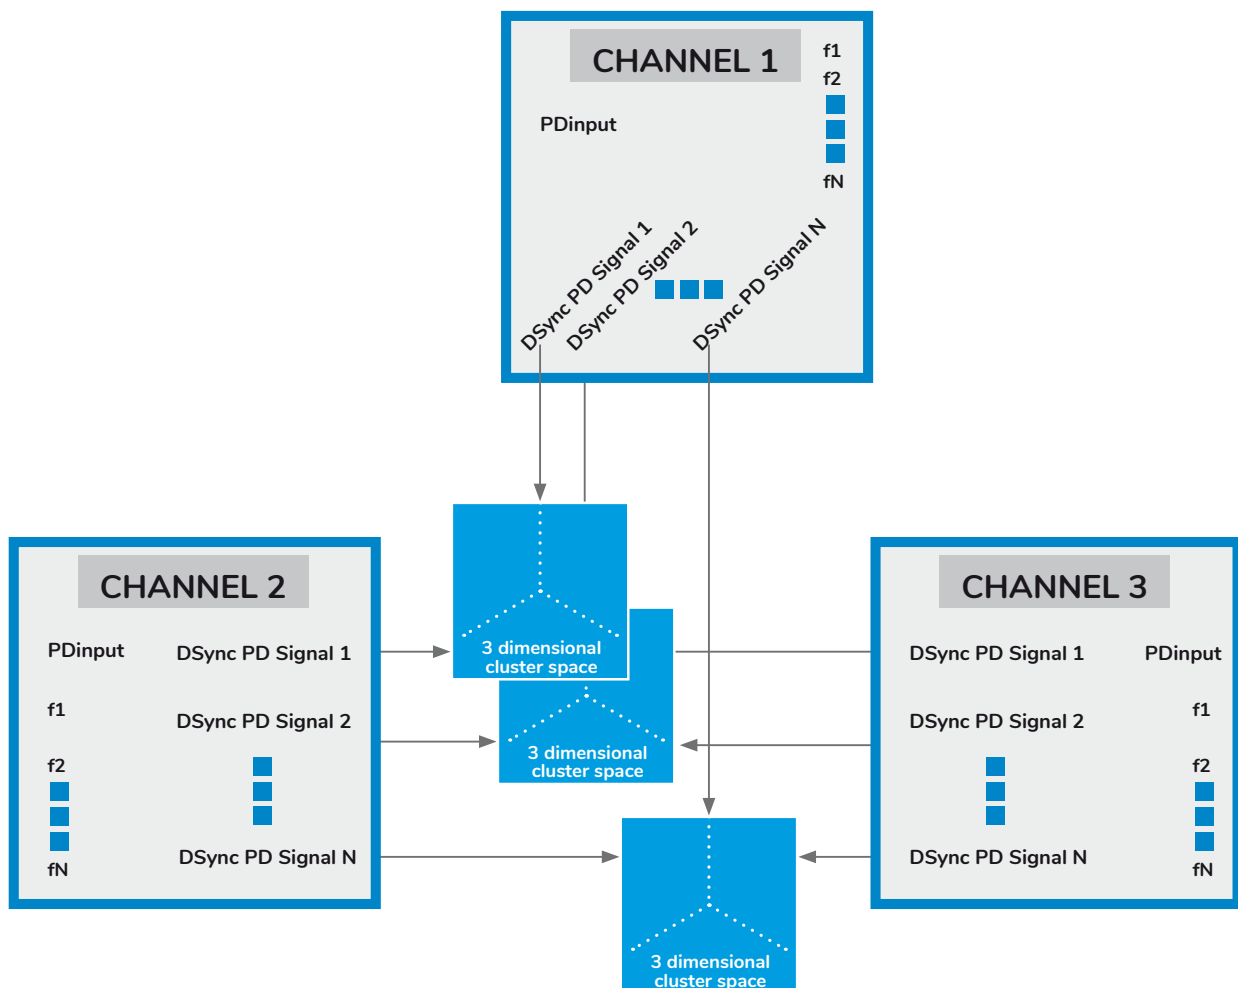 CHANNEL 1
f1
f2
PDinput
fN
DSync PD Signal 1
DSync PD Signal 2
DSync PD Signal N
CHANNEL 2
PDinput
DSync PD Signal 1
f1
DSync PD Signal 2
f2
DSync PD Signal N
fN
3 dimensional
cluster space
3 dimensional
cluster space
3 dimensional
cluster space
CHANNEL 3
DSync PD Signal 1
PDinput
f1
DSync PD Signal 2
f2
DSync PD Signal N
fN